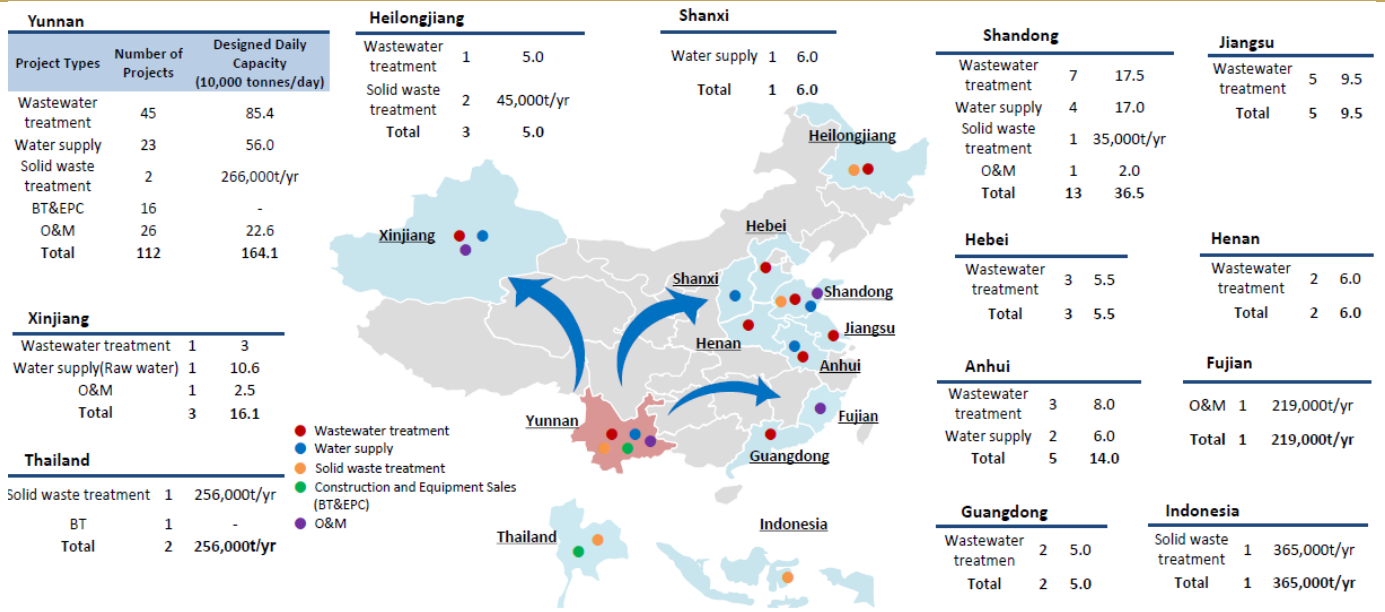 Yunnan
Project Types Number of Projects Designed Daily Capacity (10,000 tonnes/day)
Wastewater treatment 45 85.4
Water supply 23 56.0
Solid waste treatment 2 266,000t/yr
BT&EPC 16 -
O&M 26 22.6
Total 112 164.1
Heilongjiang
Wastewater treatment 1 5.0
Solid waste treatment 2 45,000t/yr
Total 3 5.0
Shanxi
Water supply 1 6.0
Total 1 6.0
Shandong
Wastewater treatment 7 17.5
Water supply 4 17.0
Solid waste treatment 1 35,000t/yr
O&M 1 2.0
Total 13 36.5
Jiangsu
Wastewater treatment 5 9.5
Total 5 9.5
Hebei
Wastewater treatment 3 5.5
Total 3 5.5
Henan
Wastewater treatment 2 6.0
Total 2 6.0
Xinjiang
Wastewater treatment 1 3
Water supply(Raw water) 1 10.6
O&M 1 2.5
Total 3 16.1
Anhui
Wastewater treatment 3 8.0
Water supply 2 6.0
Total 5 14.0
Fujian
O&M 1 219,000t/yr
Total 1 219,000t/yr
Thailand
Solid waste treatment 1 256,000t/yr
BT 1 -
Total 2 256,000t/yr
Guangdong
Wastewater treatmen 2 5.0
Total 2 5.0
Indonesia
Solid waste treatment 1 365,000t/yr
Total 1 365,000t/yr
Heilongjiang
Xinjiang
Hebei
Shanxi
Shandong
Jiangsu
Henan
Anhui
Yunnan
Fujian
Guangdong
Thailand
Indonesia
Wastewater treatment
Water supply
Solid waste treatment
Construction and Equipment Sales
(BT&EPC)
O&M